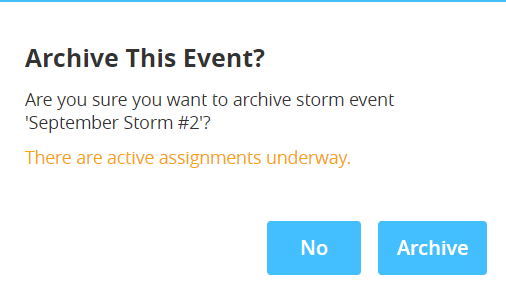 Archive This Event?
Are you sure you want to archive storm event
'September Storm #2'?
There are active assignments underway.
No
Archive